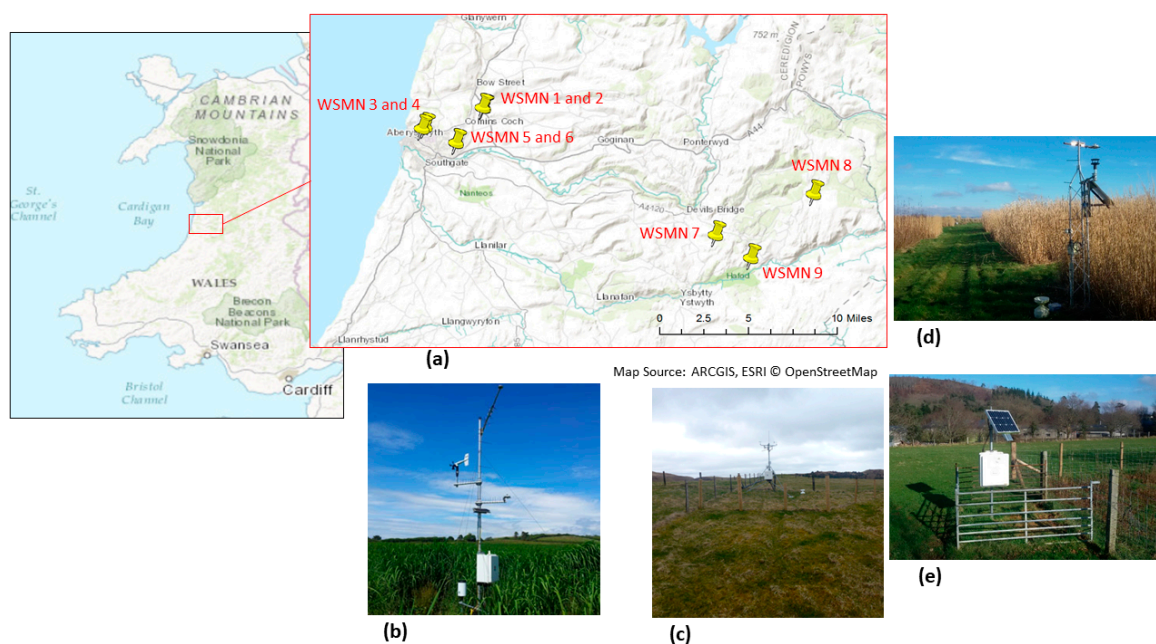 CAMBRIAN
MOUNTAINS
Snowdonia
National
Park
St.
George's
Channel
Cardigan
Bay
WALES
Brecon
Beacons
National Park
Swansea
Cardiff
Bristol
Channel
Glanywern
752 m
CEREDIGION
POWYS
Bow Street
WSMN 3 and 4
WSMN 1 and 2
Comins
Coch
WSMN 5 and 6
Southgate
Goginan
Ponterwyd
A44
WSMN 8
Nanteos
A4120
Devil's Bridge
WSMN 7
Llanilar
WSMN 9
Hafod
Llanafan
Ysbyty
Ystwyth
Llangwyryfon
Llanrhystud
0 2.5 5 10 Miles
(a)
(d)
Map Source: ARCGIS, ESRI © OpenStreetMap
(b)
(c)
(e)